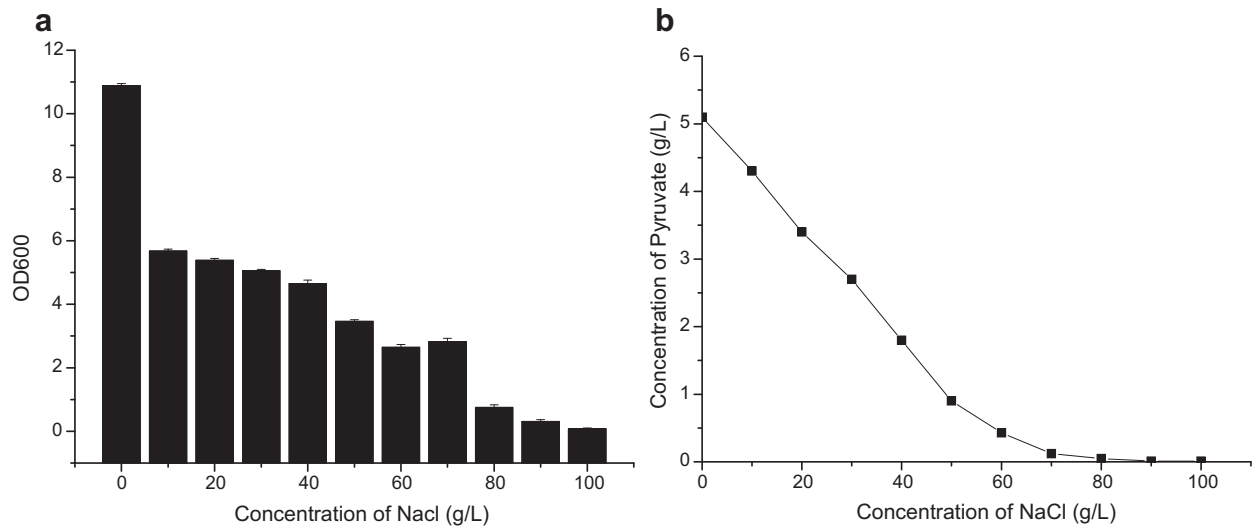 a
12
10
8
6
4
2
0
OD600
0 20 40 60 80 100
Concentration of Nacl (g/L)
b
6
5
4
3
2
1
0
Concentration of Pyruvate (g/L)
0 20 40 60 80 100
Concentration of NaCl (g/L)